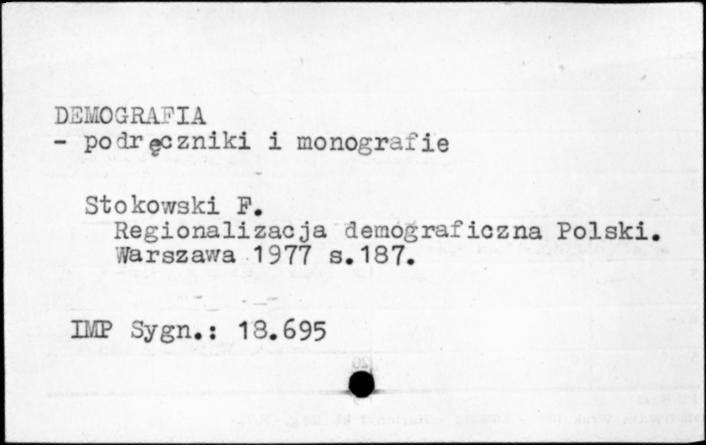 DEMOGRAFIA
- podręczniki i monografie
Stokowski F.
Regionalizacja demograficzna Polski.
Warszawa 1977 s.187.
IMP Sygn.: 18.695